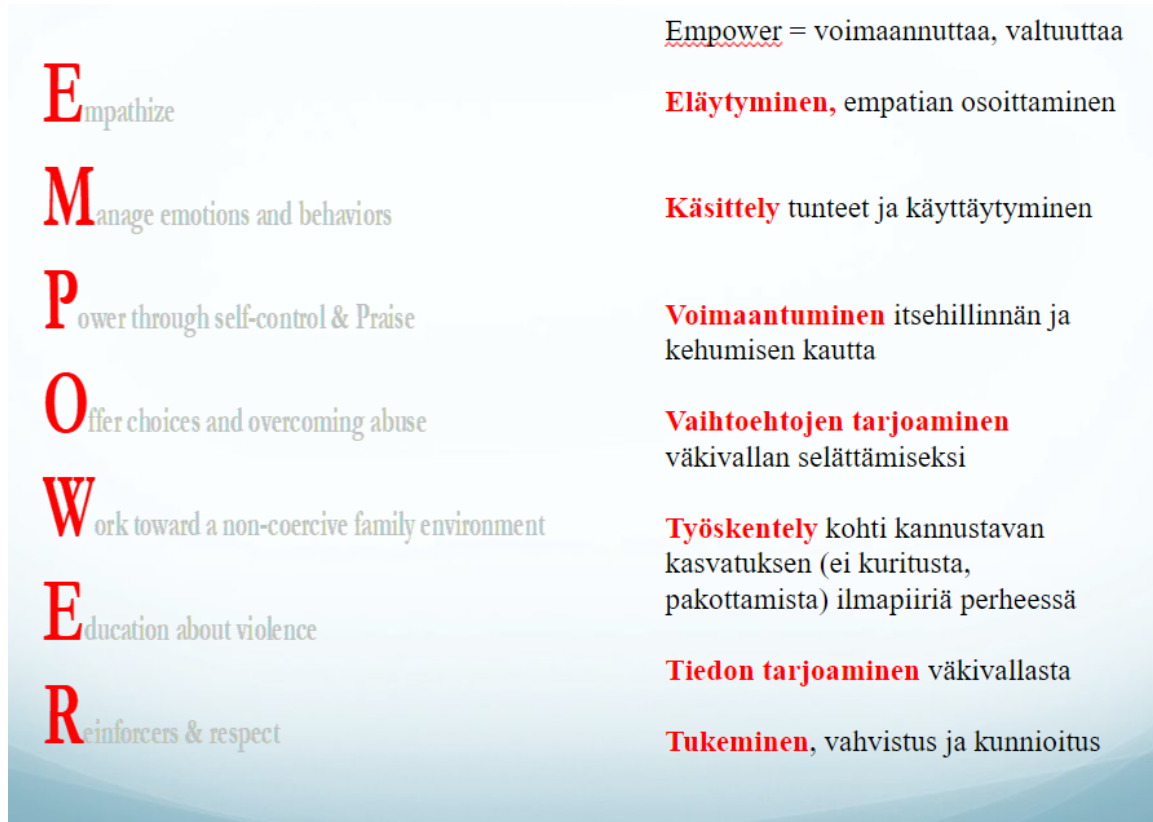 Empower = voimaannuttaa, valtuuttaa
Empathize
Eläytyminen, empatian osoittaminen
Manage emotions and behaviors
Käsittely tunteet ja käyttäytyminen
Power through self-control & Praise
Voimaantuminen itsehillinnän ja
kehumisen kautta
Offer choices and overcoming abuse
Vaihtoehtojen tarjoaminen
väkivallan selättämiseksi
Work toward a non-coercive family environment
Työskentely kohti kannustavan
kasvatuksen (ei kuritusta,
pakottamista) ilmapiiriä perheessä
Education about violence
Tiedon tarjoaminen väkivallasta
Reinforcers & respect
Tukeminen, vahvistus ja kunnioitus